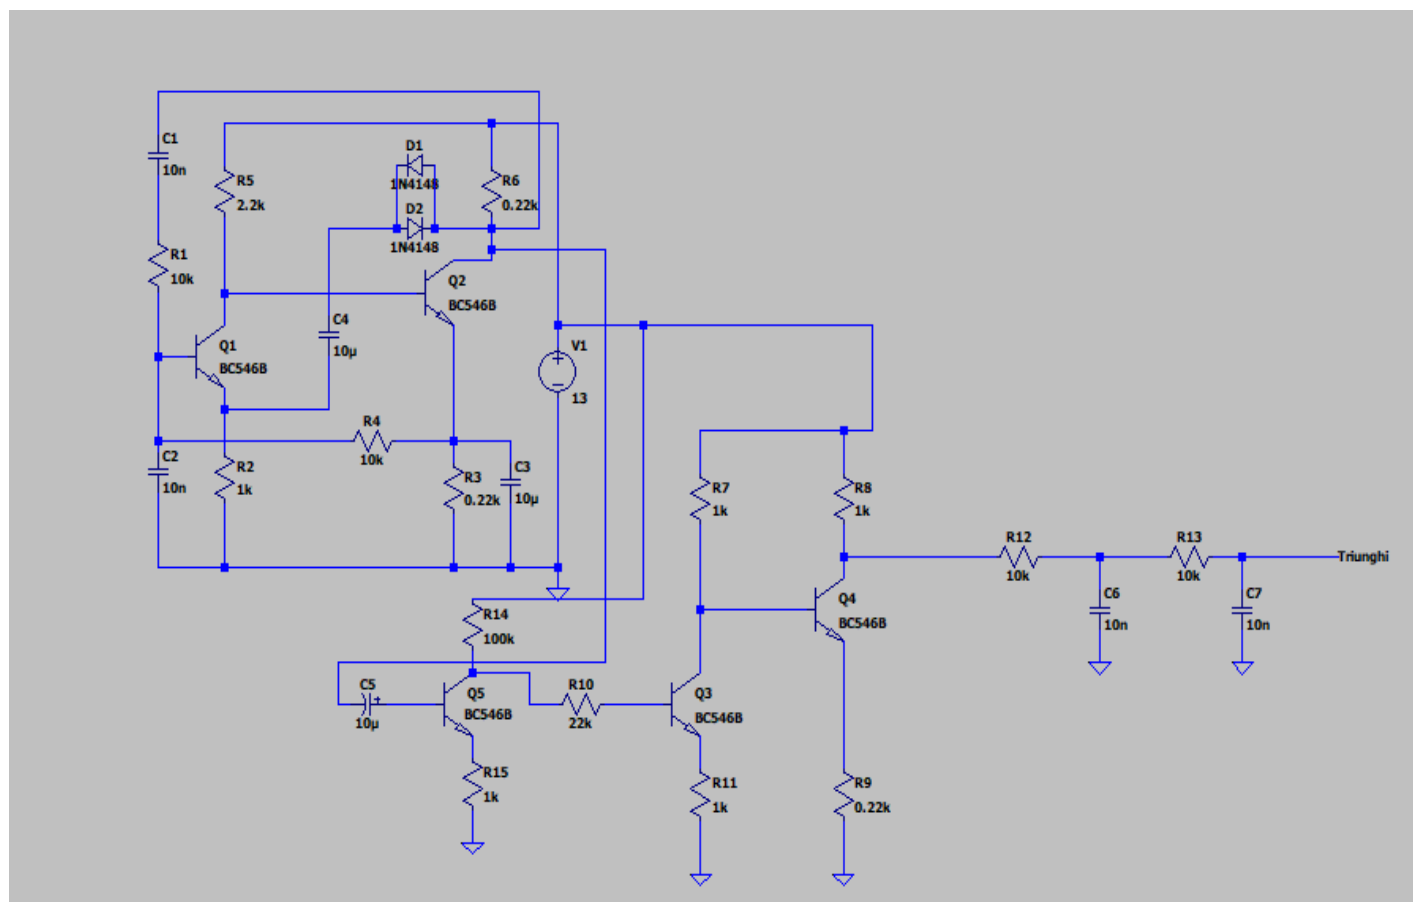 C1
10n
R5
2.2k
D1
1N4148
R6
0.22k
D2
1N4148
R1
10k
Q2
BC546B
C4
10µ
Q1
BC546B
V1
13
R4
10k
C2
10n
R2
1k
R3
0.22k
C3
10µ
R7
1k
R8
1k
R12
10k
R13
10k
Triunghi
C6
10n
C7
10n
Q4
BC546B
R14
100k
C5
10µ
+
Q5
BC546B
R10
22k
Q3
BC546B
R15
1k
R11
1k
R9
0.22k